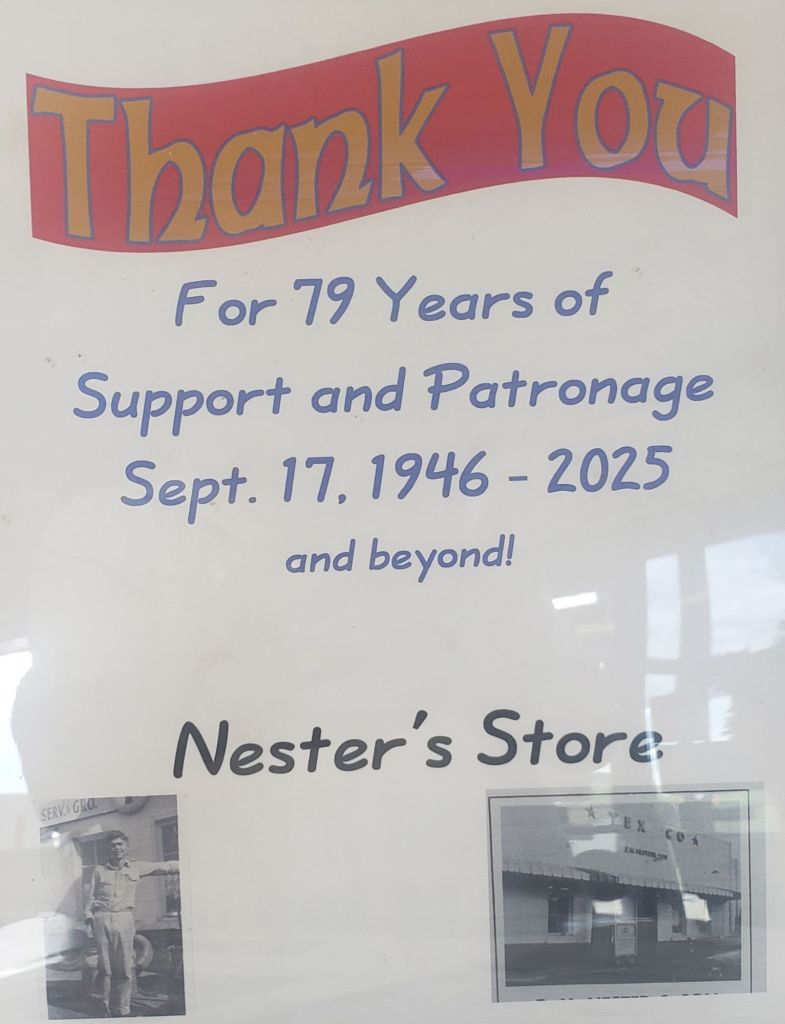 Thank You
For 79 Years of
Support and Patronage
Sept. 17, 1946 - 2025
and beyond!
Nester's Store
SERV. & GRO.
★ TEX CO ★